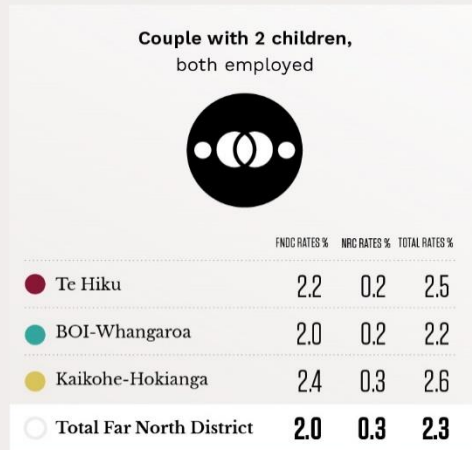 Couple with 2 children,
both employed
FNDC RATES % NRC RATES % TOTAL RATES %
Te Hiku 2.2 0.2 2.5
BOI-Whangaroa 2.0 0.2 2.2
Kaikohe-Hokianga 2.4 0.3 2.6
Total Far North District 2.0 0.3 2.3